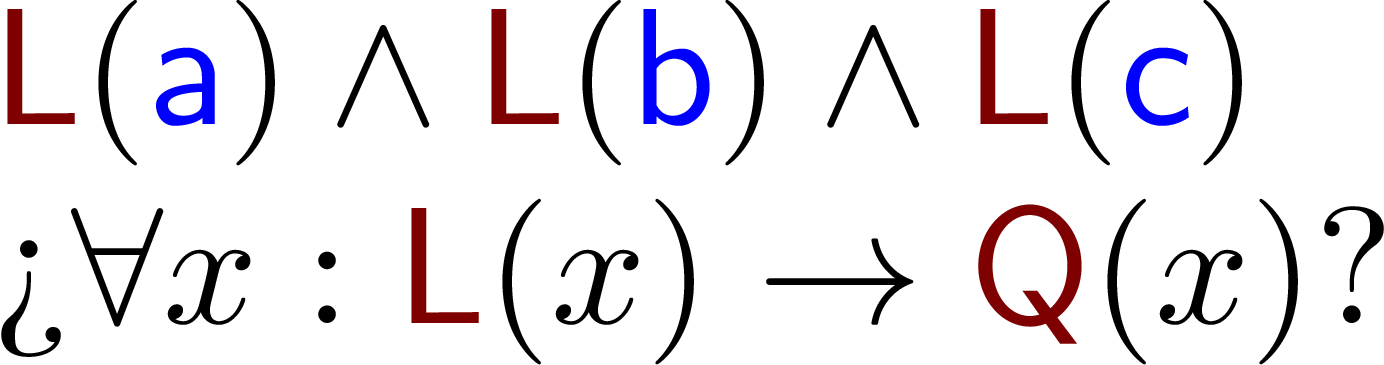 L(a) ∧ L(b) ∧ L(c)
¿∀x : L(x) → Q(x)?